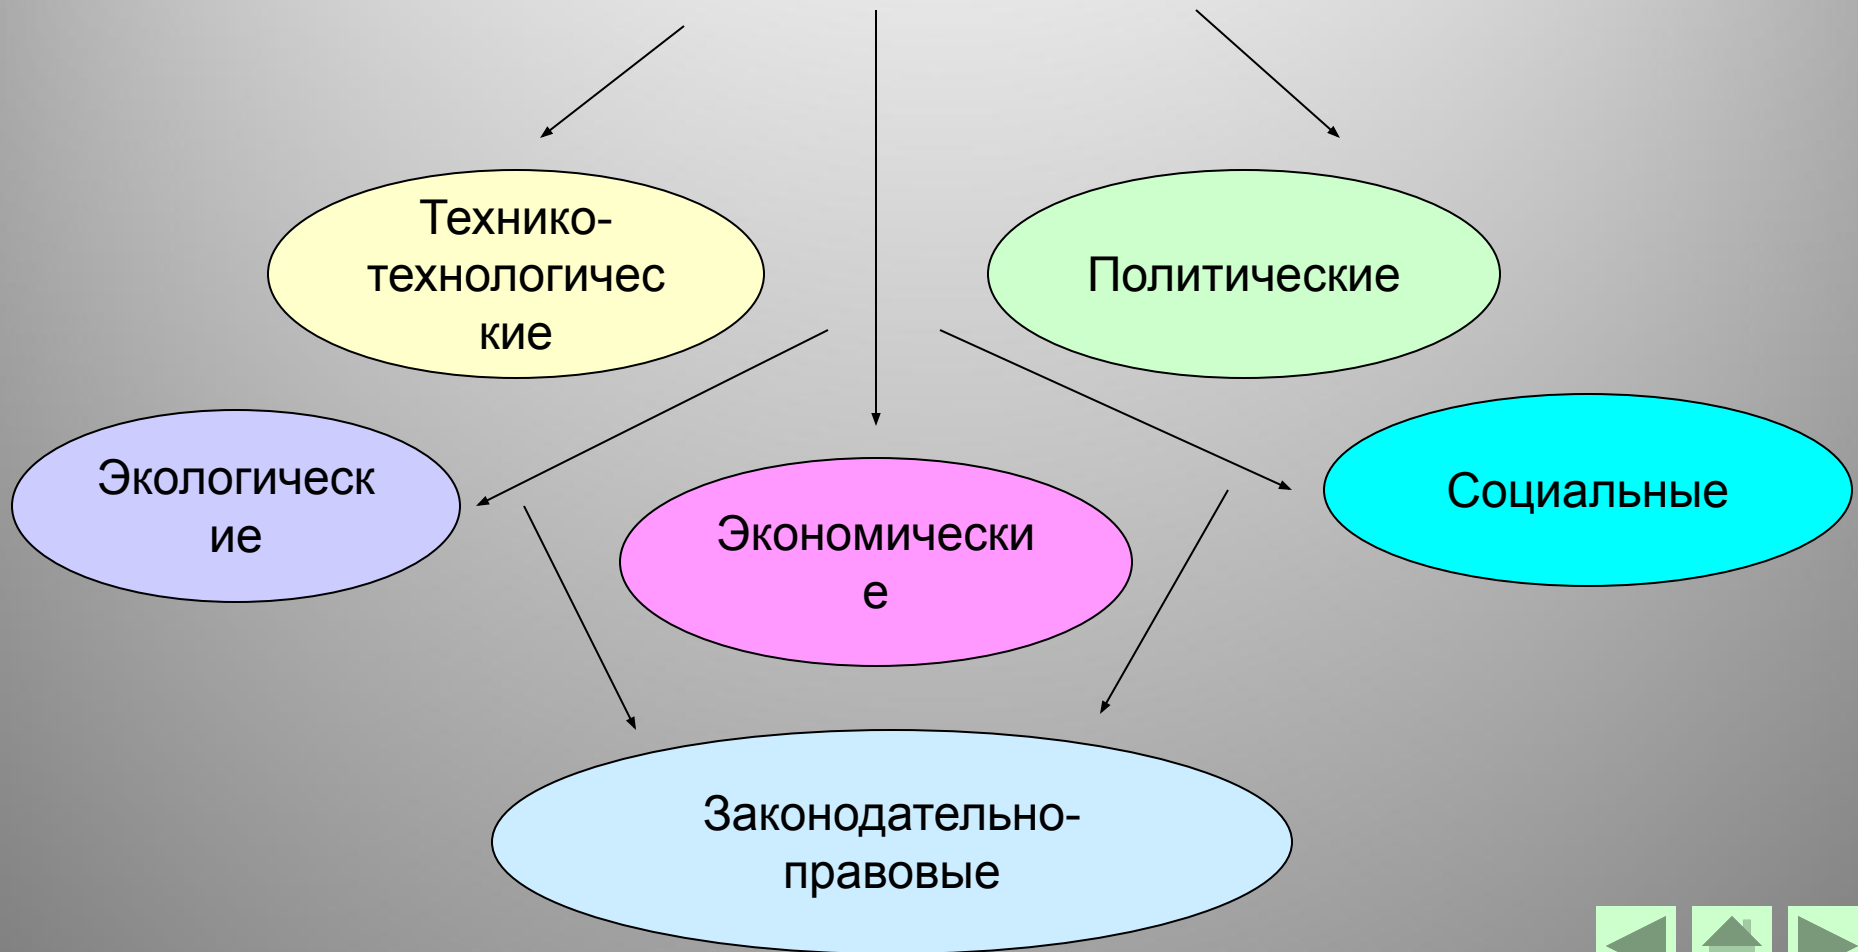 Технико-
технологичес
кие
Политические
Экологическ
ие
Экономически
е
Социальные
Законодательно-
правовые